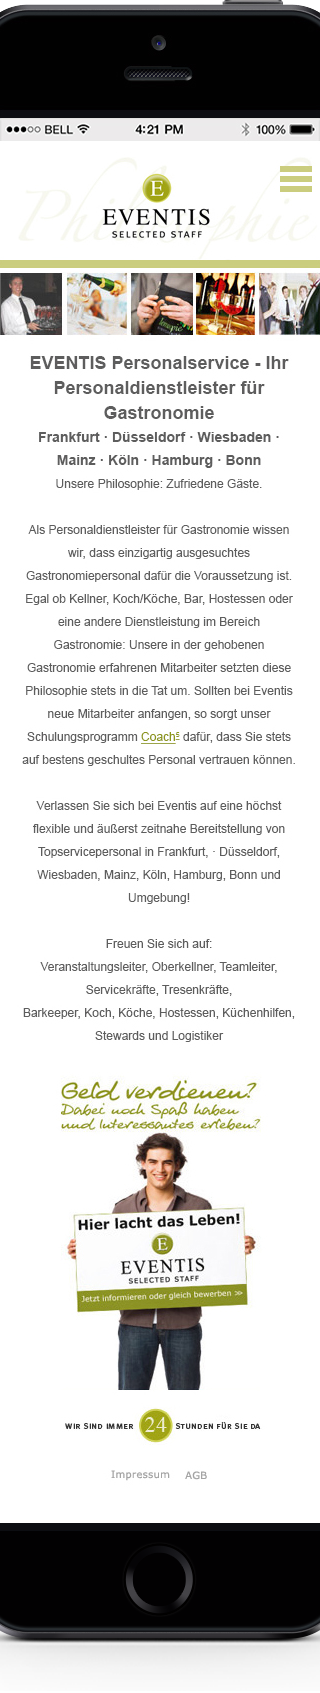 BELL 4:21 PM 100%
Philosophie
E
EVENTIS
SELECTED STAFF
EVENTIS Personalservice - Ihr
Personaldienstleister für
Gastronomie
Frankfurt · Düsseldorf · Wiesbaden ·
Mainz · Köln · Hamburg · Bonn
Unsere Philosophie: Zufriedene Gäste.
Als Personaldienstleister für Gastronomie wissen
wir, dass einzigartig ausgesuchtes
Gastronomiepersonal dafür die Voraussetzung ist.
Egal ob Kellner, Koch/Köche, Bar, Hostessen oder
eine andere Dienstleistung im Bereich
Gastronomie: Unsere in der gehobenen
Gastronomie erfahrenen Mitarbeiter setzten diese
Philosophie stets in die Tat um. Sollten bei Eventis
neue Mitarbeiter anfangen, so sorgt unser
Schulungsprogramm Coachs dafür, dass Sie stets
auf bestens geschultes Personal vertrauen können.
Verlassen Sie sich bei Eventis auf eine höchst
flexible und äußerst zeitnahe Bereitstellung von
Topservicepersonal in Frankfurt, · Düsseldorf,
Wiesbaden, Mainz, Köln, Hamburg, Bonn und
Umgebung!
Freuen Sie sich auf:
Veranstaltungsleiter, Oberkellner, Teamleiter,
Servicekräfte, Tresenkräfte,
Barkeeper, Koch, Köche, Hostessen, Küchenhilfen,
Stewards und Logistiker
Geld verdienen?
Dabei noch Spaß haben
und Interessantes erleben?
Hier lacht das Leben!
E
EVENTIS
SELECTED STAFF
Jetzt informieren oder gleich bewerben >>
WIR SIND IMMER 24 STUNDEN FÜR SIE DA
Impressum AGB